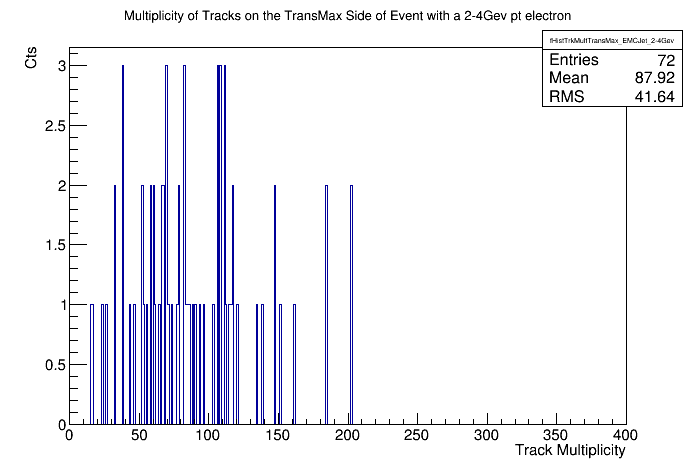 Multiplicity of Tracks on the TransMax Side of Event with a 2-4Gev pt electron
fHistTrkMultTransMax_EMCJet_2-4Gev
Entries 72
Mean 87.92
RMS 41.64
Cts
3
2.5
2
1.5
1
0.5
0
0 50 100 150 200 250 300 350 400
Track Multiplicity